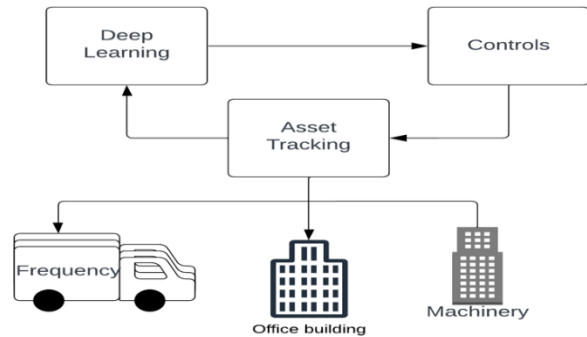 Deep
Learning
Controls
Asset
Tracking
Frequency
Office building
Machinery